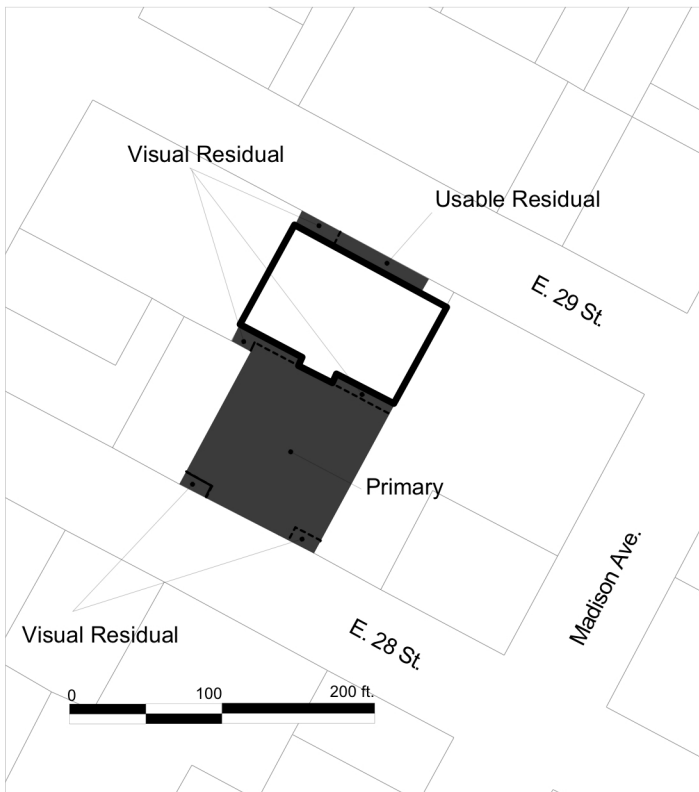 Visual Residual
Usable Residual
E. 29 St.
Primary
Madison Ave.
Visual Residual
E. 28 St.
0 100 200 ft.